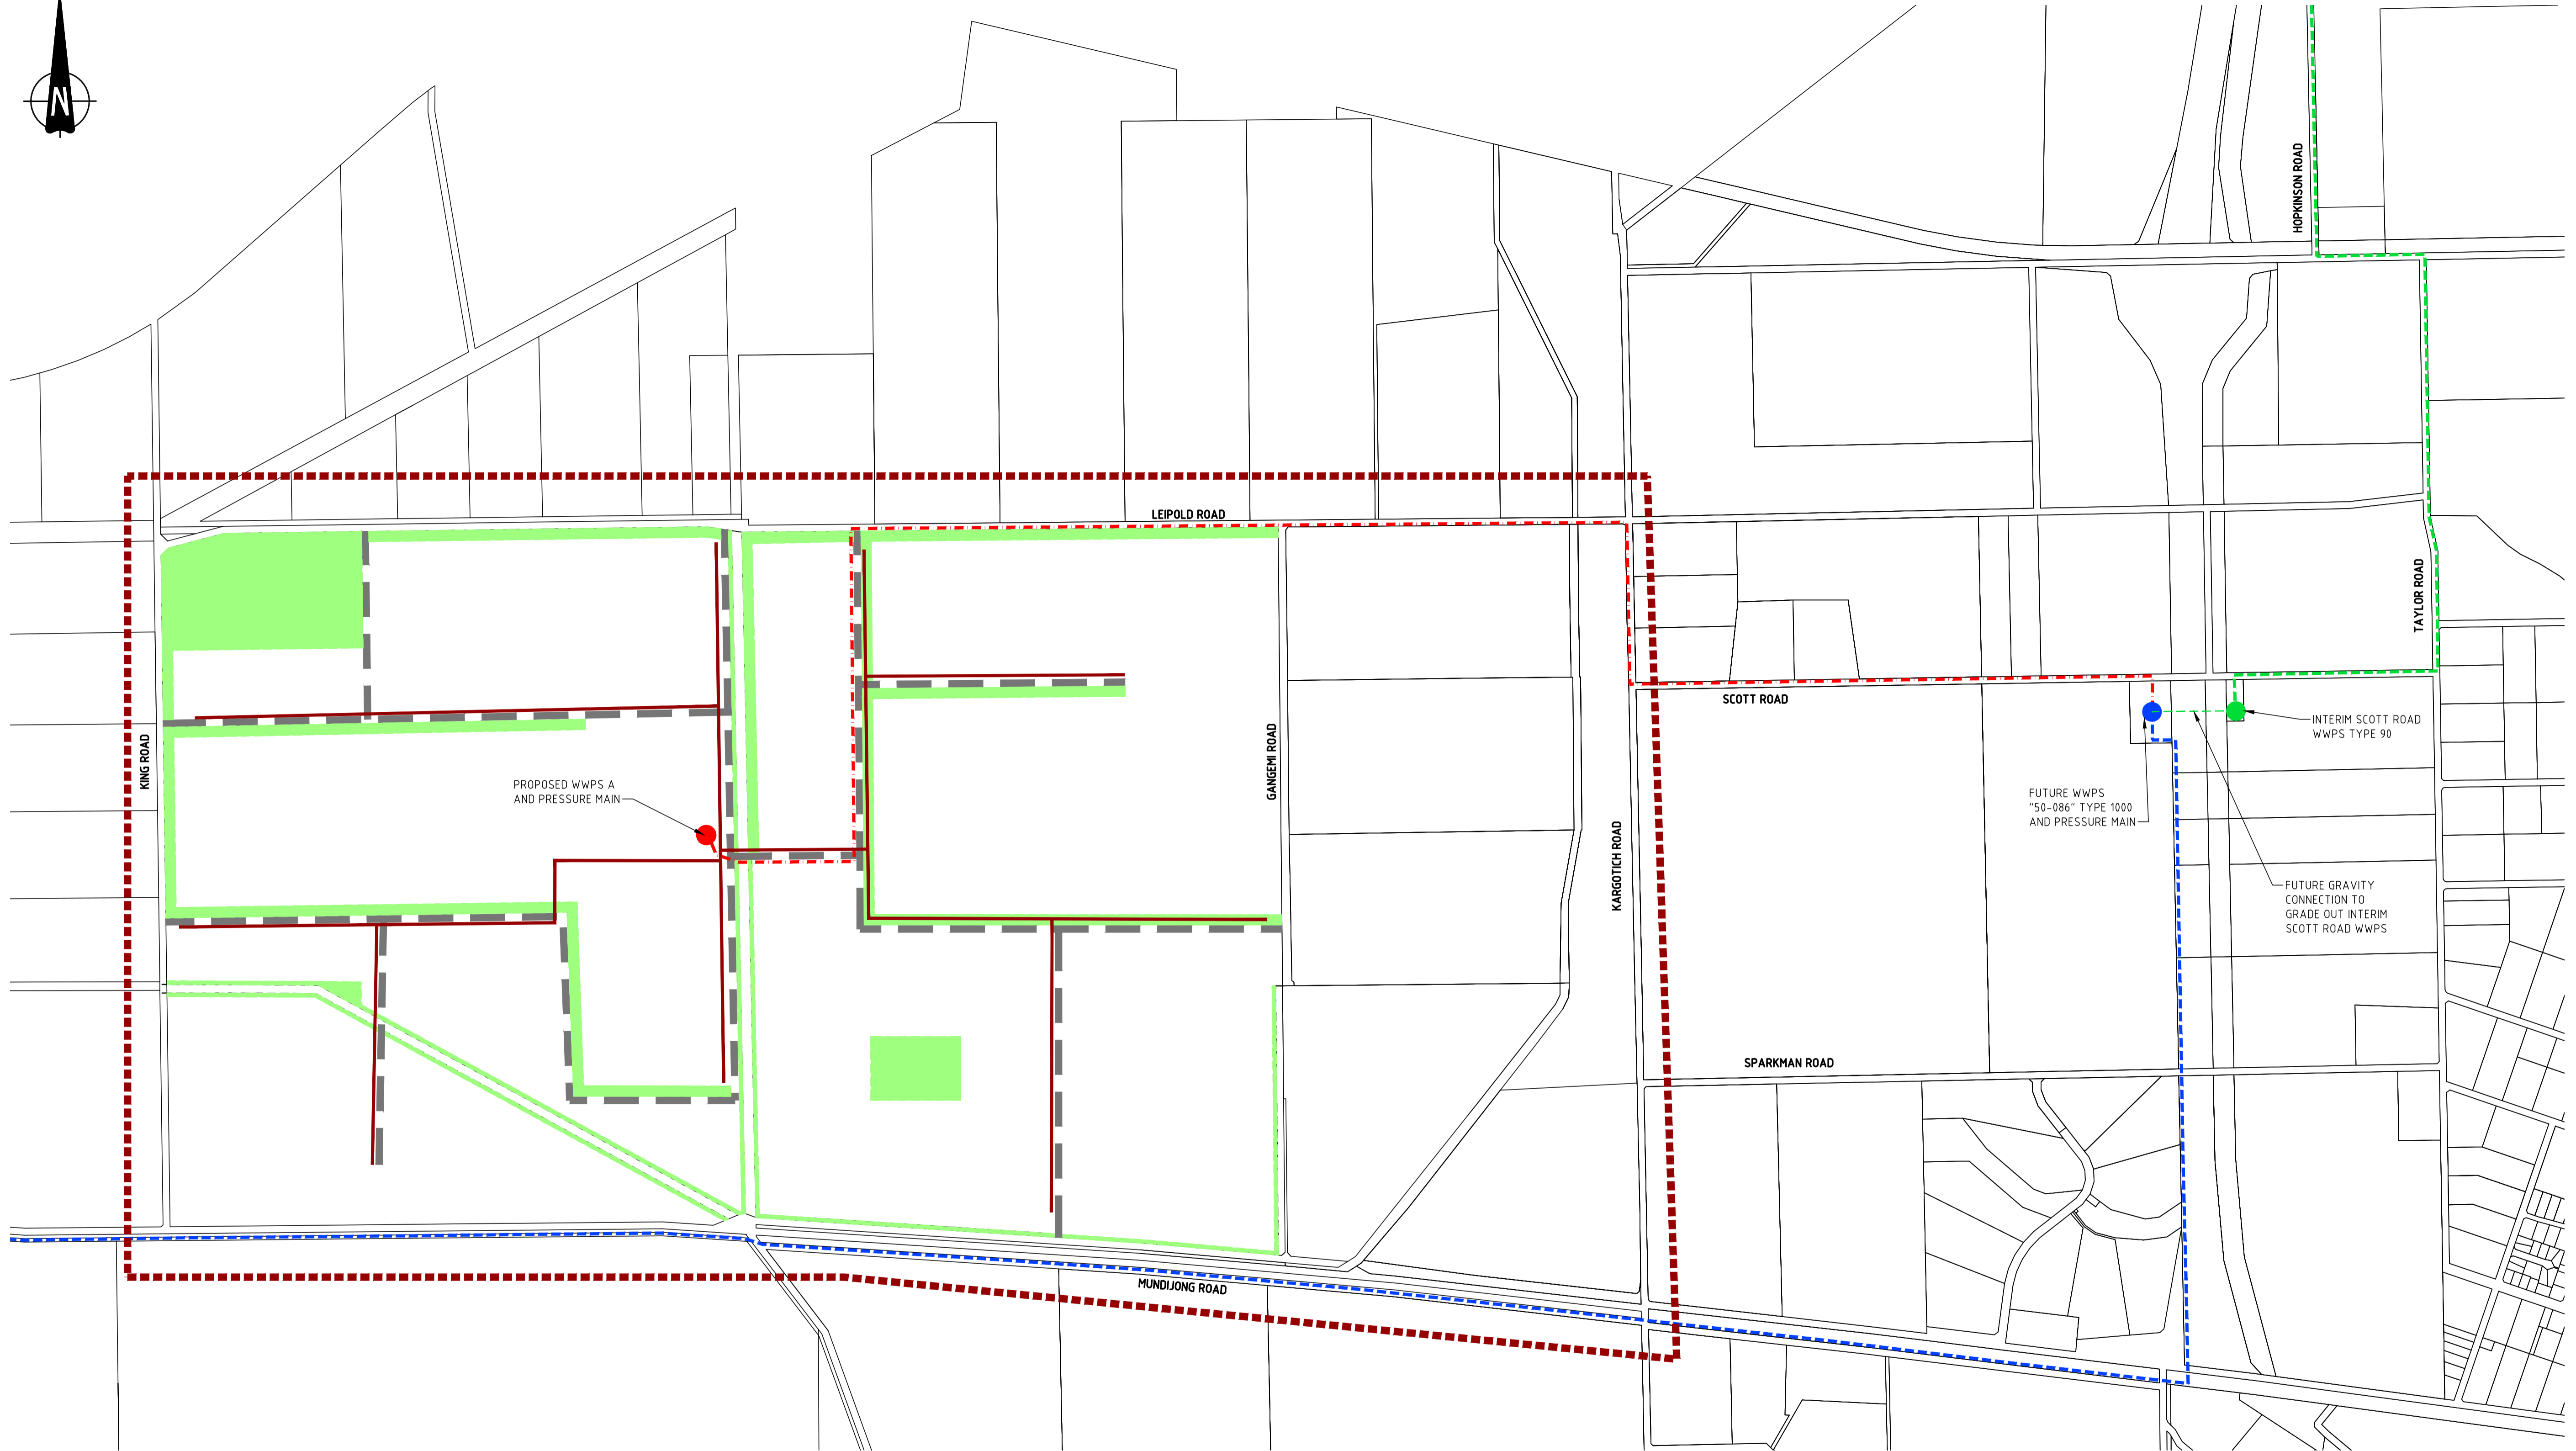 N
HOPKINSON ROAD
LEIPOLD ROAD
TAYLOR ROAD
SCOTT ROAD
INTERIM SCOTT ROAD
WWPS TYPE 90
KING ROAD
GANGEMI ROAD
PROPOSED WWPS A
AND PRESSURE MAIN
FUTURE WWPS
"50-086" TYPE 1000
AND PRESSURE MAIN
KARGOTICH ROAD
FUTURE GRAVITY
CONNECTION TO
GRADE OUT INTERIM
SCOTT ROAD WWPS
SPARKMAN ROAD
MUNDIJONG ROAD